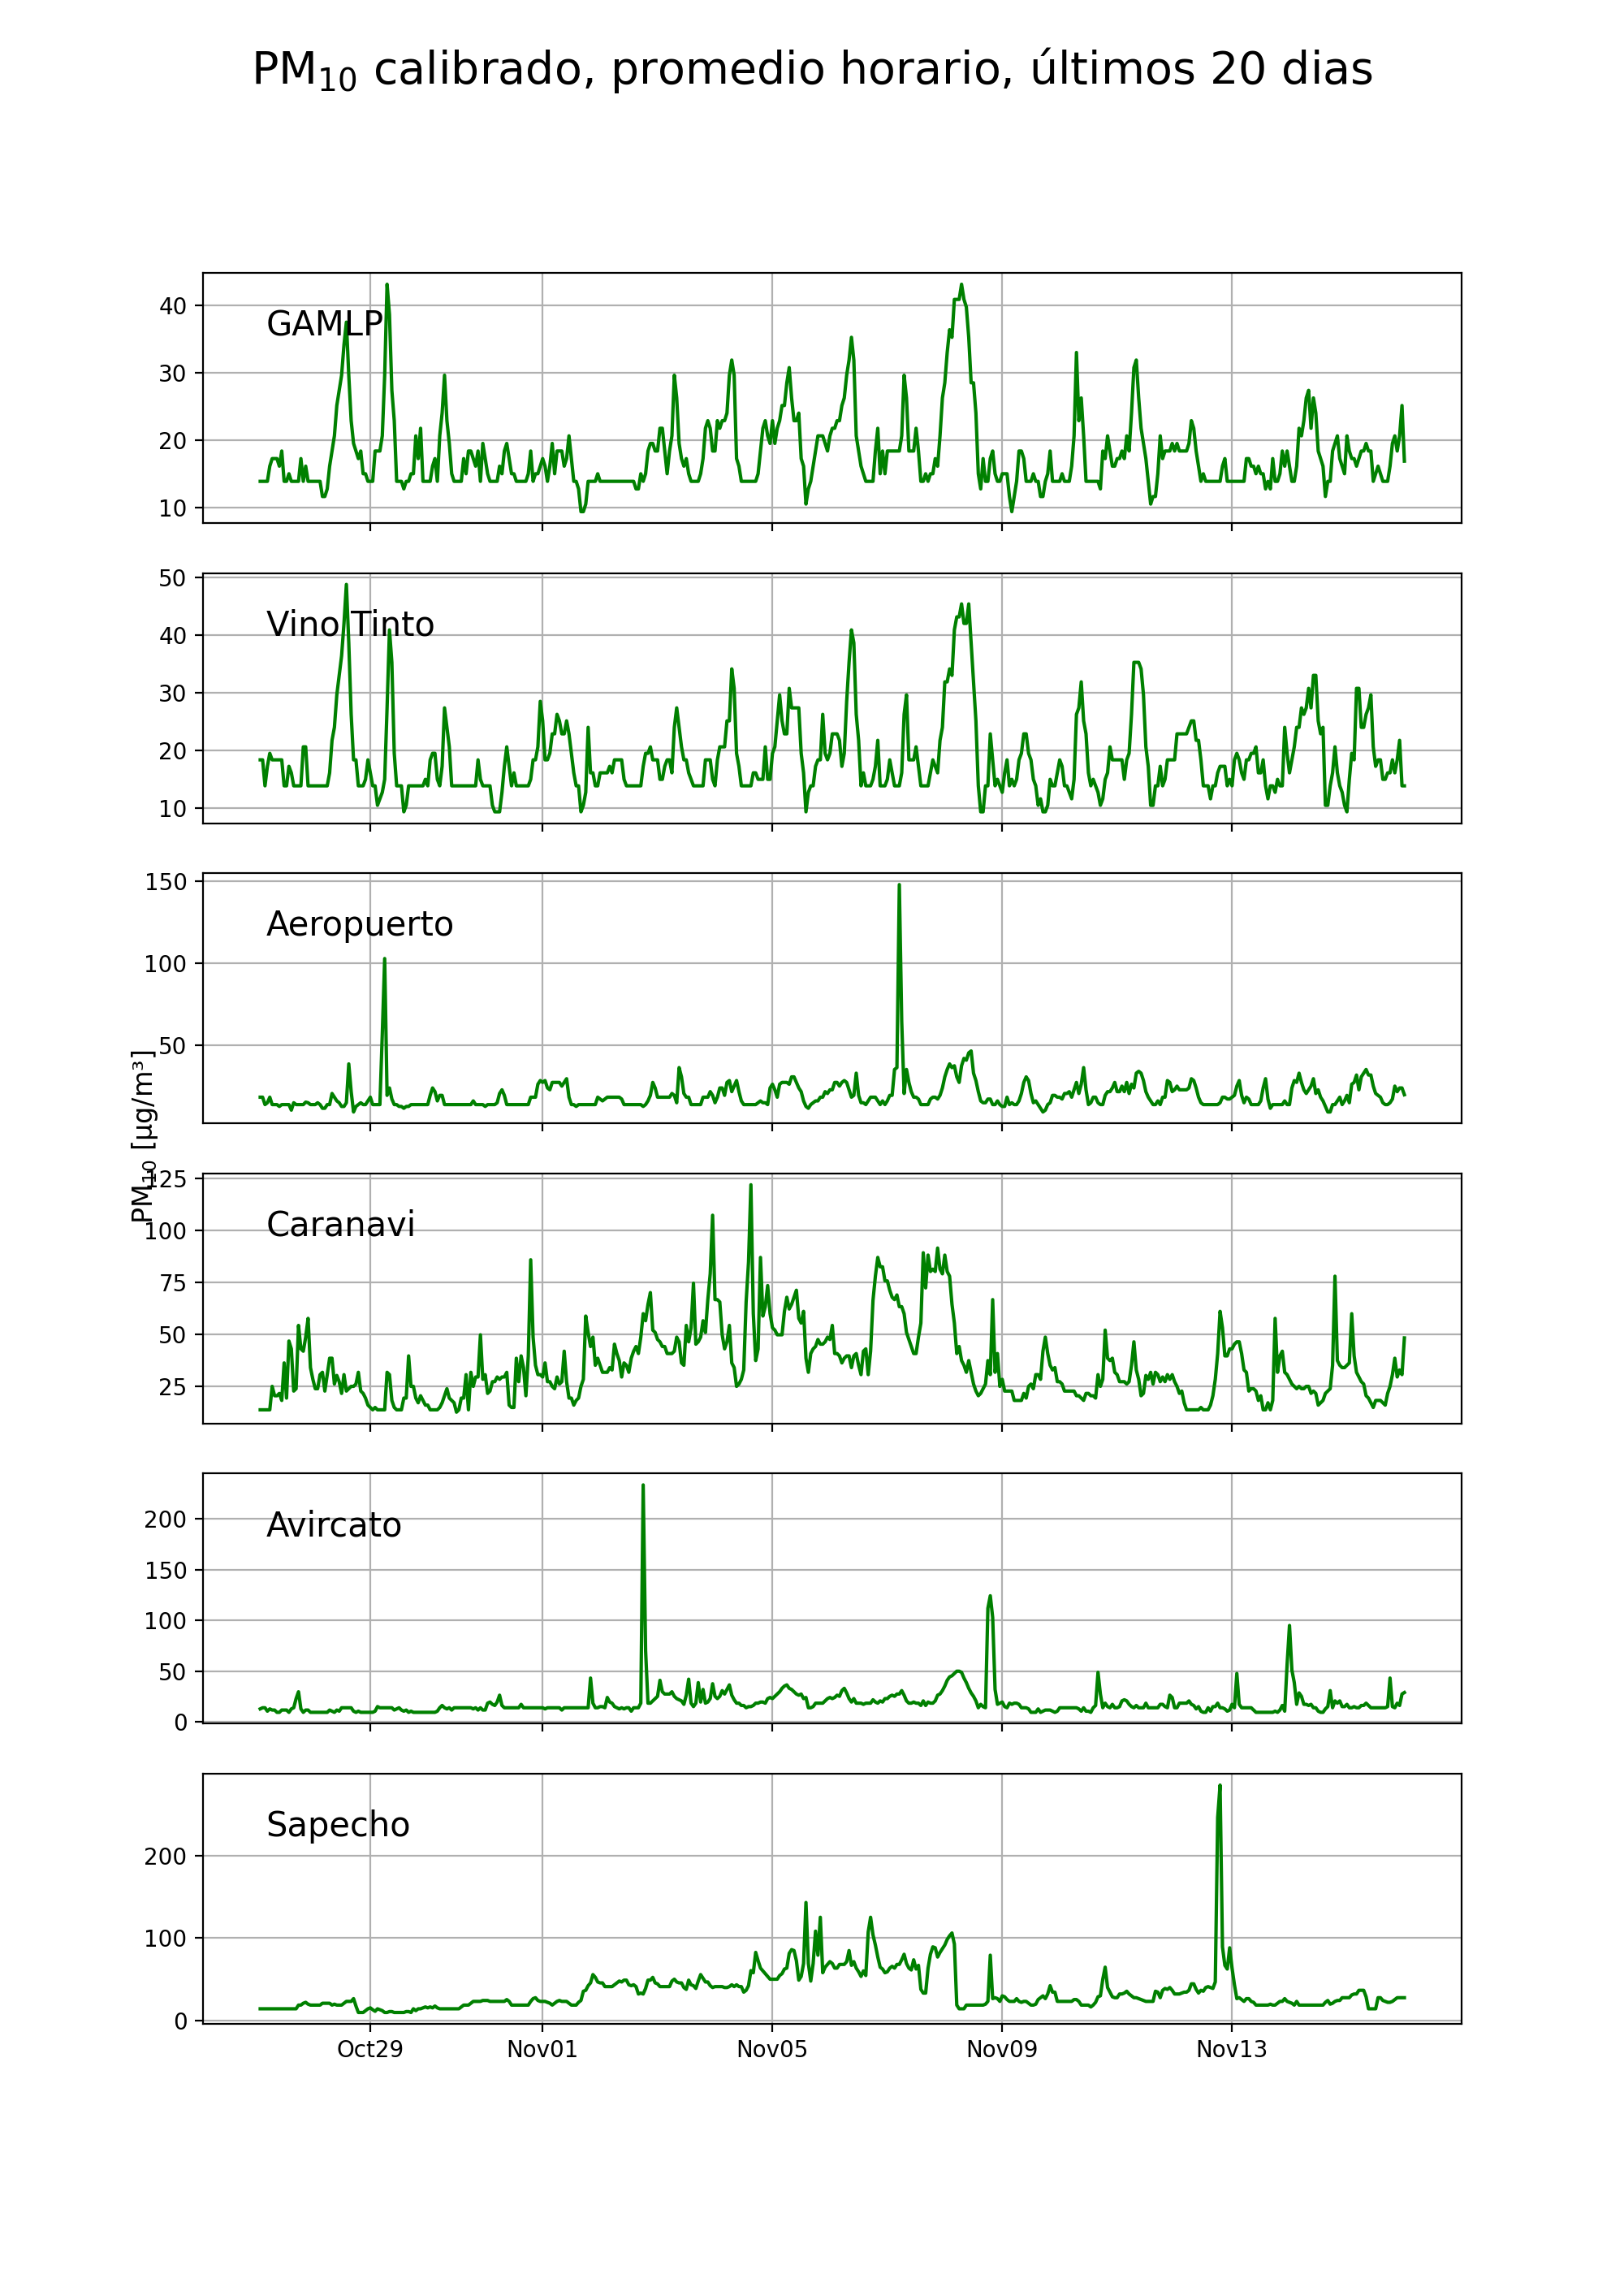 PM₁₀ calibrado, promedio horario, últimos 20 dias
40
GAMLP
30
20
10
50
Vino Tinto
40
30
20
10
150
Aeropuerto
100
50
PM₁₀ [µg/m³]
125
Caranavi
100
75
50
25
Avircato
200
150
100
50
0
Sapecho
200
100
0
Oct29 Nov01 Nov05 Nov09 Nov13